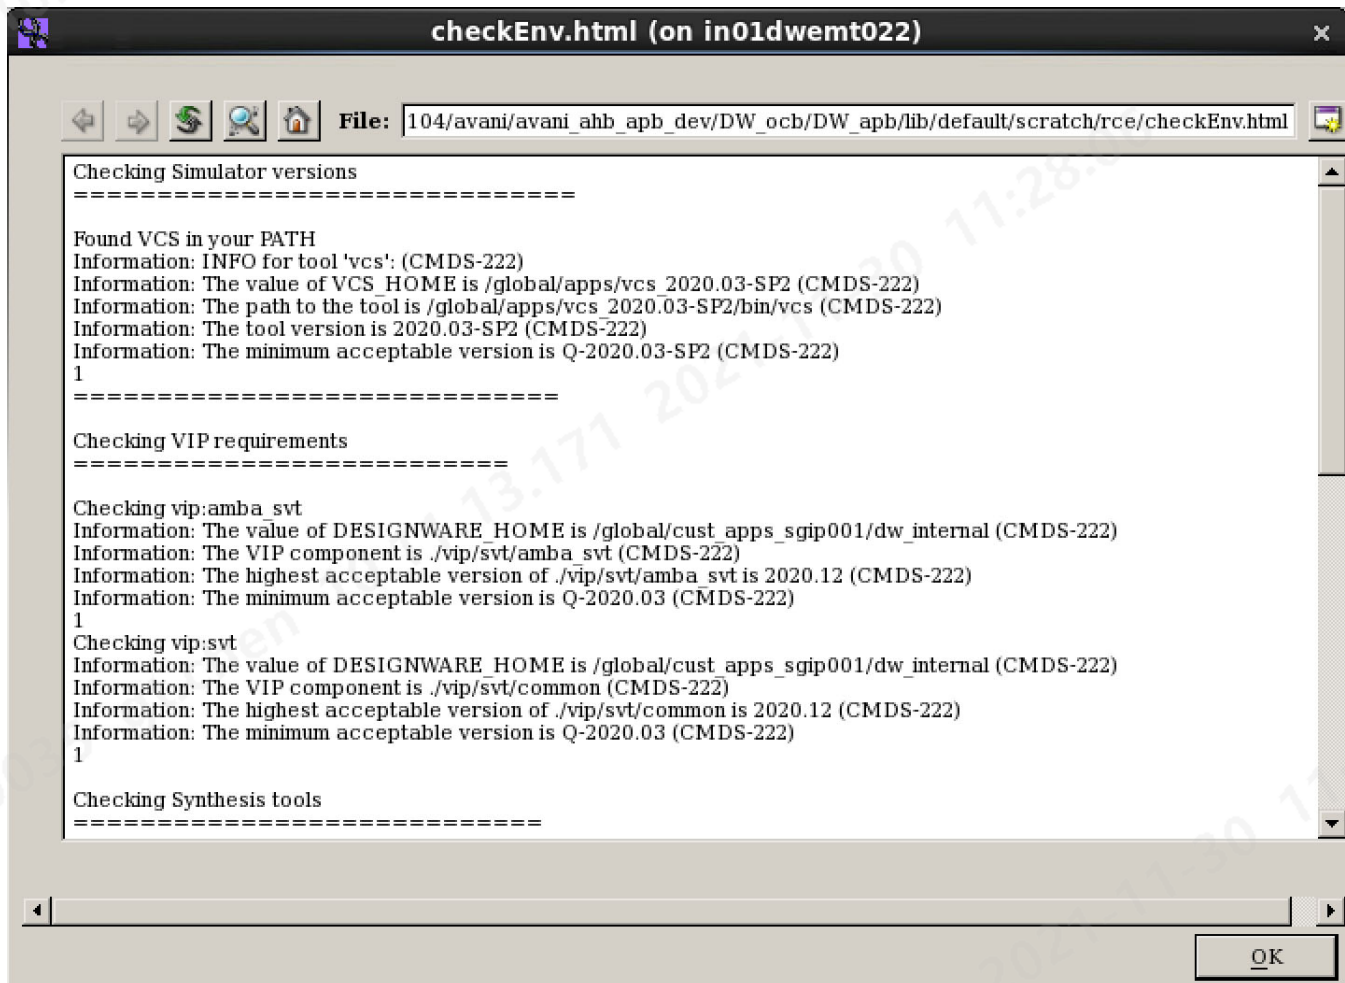 checkEnv.html (on in01dwemt022)
File: 104/avani/avani_ahb_apb_dev/DW_ocb/DW_apb/lib/default/scratch/rce/checkEnv.html
Checking Simulator versions
==============================
Found VCS in your PATH
Information: INFO for tool 'vcs': (CMDS-222)
Information: The value of VCS_HOME is /global/apps/vcs_2020.03-SP2 (CMDS-222)
Information: The path to the tool is /global/apps/vcs_2020.03-SP2/bin/vcs (CMDS-222)
Information: The tool version is 2020.03-SP2 (CMDS-222)
Information: The minimum acceptable version is Q-2020.03-SP2 (CMDS-222)
1
=============================
Checking VIP requirements
==========================
Checking vip:amba_svt
Information: The value of DESIGNWARE_HOME is /global/cust_apps_sgip001/dw_internal (CMDS-222)
Information: The VIP component is ./vip/svt/amba_svt (CMDS-222)
Information: The highest acceptable version of ./vip/svt/amba_svt is 2020.12 (CMDS-222)
Information: The minimum acceptable version is Q-2020.03 (CMDS-222)
1
Checking vip:svt
Information: The value of DESIGNWARE_HOME is /global/cust_apps_sgip001/dw_internal (CMDS-222)
Information: The VIP component is ./vip/svt/common (CMDS-222)
Information: The highest acceptable version of ./vip/svt/common is 2020.12 (CMDS-222)
Information: The minimum acceptable version is Q-2020.03 (CMDS-222)
1
Checking Synthesis tools
============================
OK